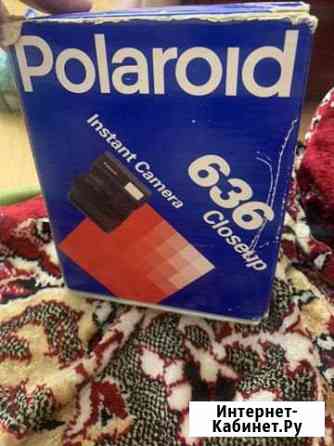 Polaroid
Instant Camera
636
Closeup
Интернет-
Кабинет.Ру